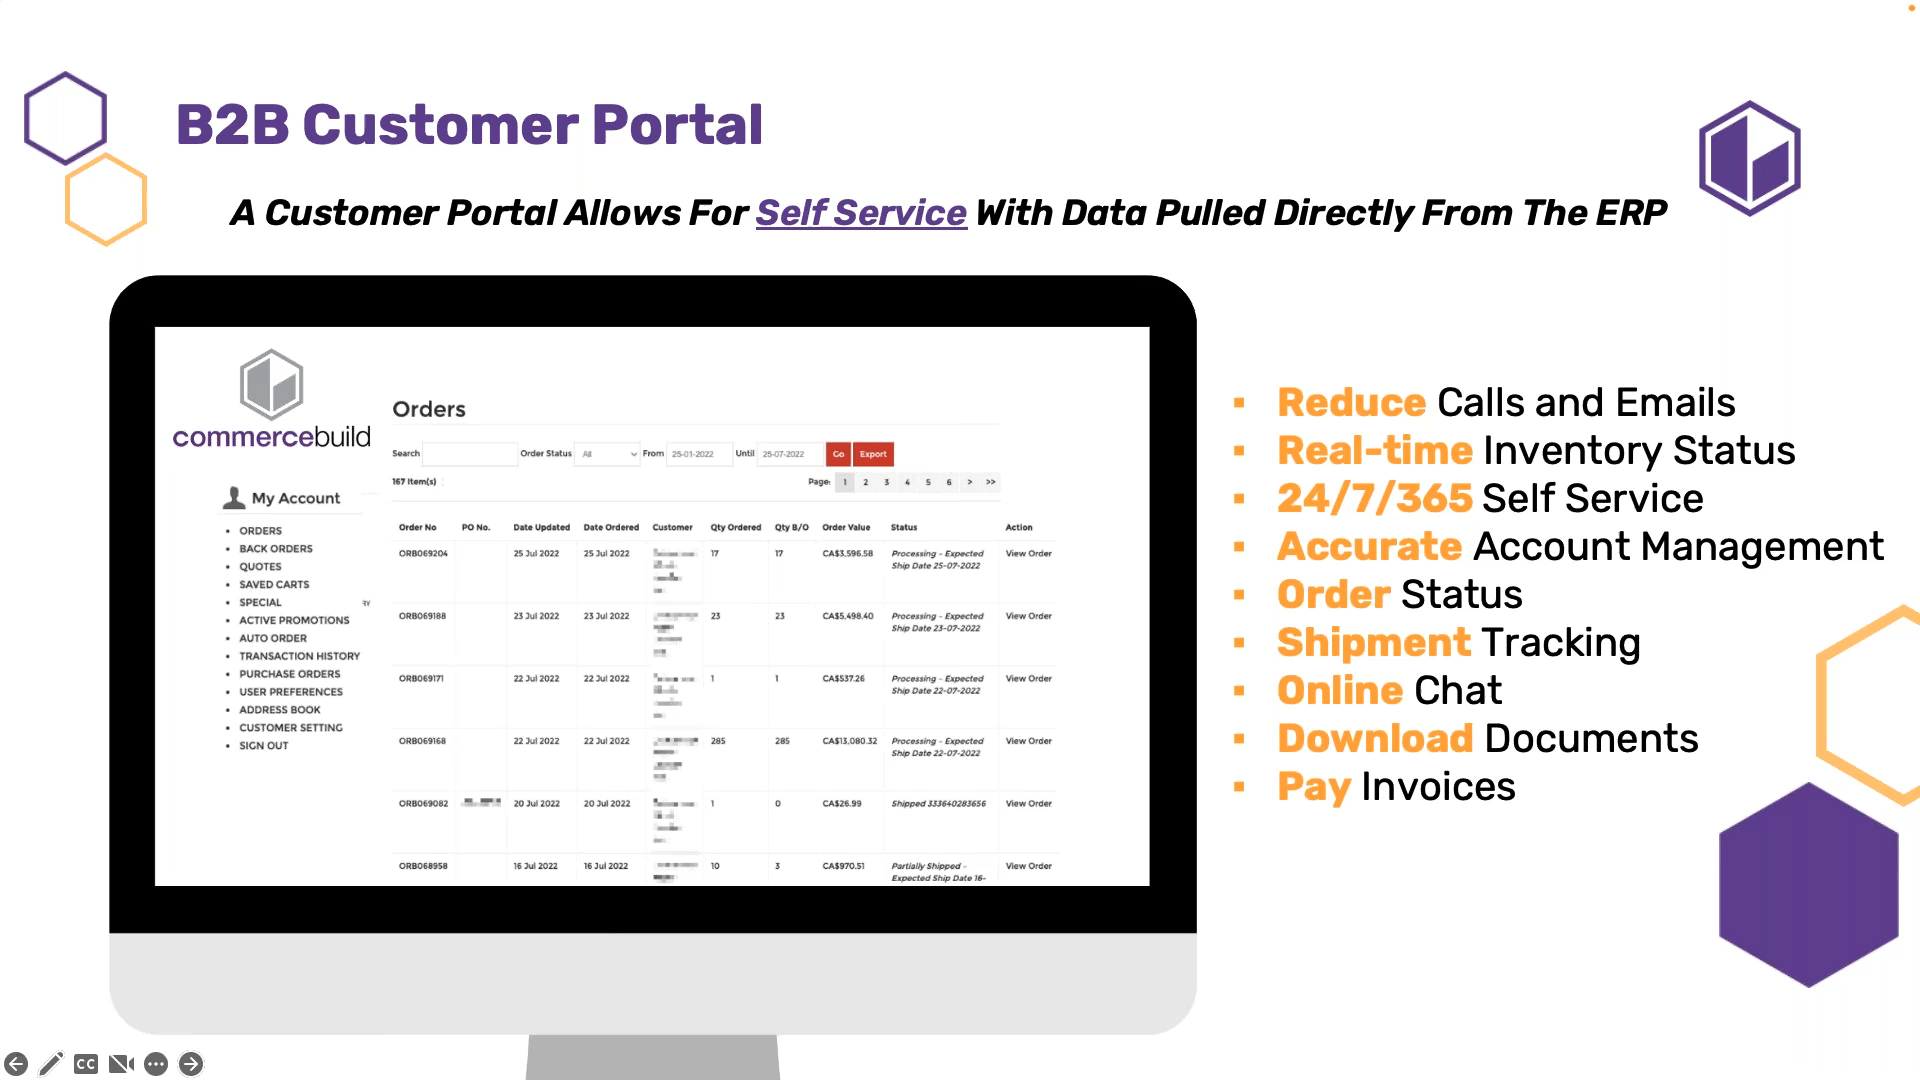 B2B Customer Portal
A Customer Portal Allows For Self Service With Data Pulled Directly From The ERP
commercebuild
My Account
ORDERS
BACK ORDERS
QUOTES
SAVED CARTS
SPECIAL
RY
ACTIVE PROMOTIONS
AUTO ORDER
TRANSACTION HISTORY
PURCHASE ORDERS
USER PREFERENCES
ADDRESS BOOK
CUSTOMER SETTING
SIGN OUT
Orders
Search Order Status All From 25-01-2022 Until 25-07-2022 Go Export
167 Item(s) Page: 1 2 3 4 5 6 > >>
Order No PO No. Date Updated Date Ordered Customer Qty Ordered Qty B/O Order Value Status Action
ORB069204 25 Jul 2022 25 Jul 2022 17 17 CA$3,596.58 Processing - Expected View Order
Ship Date 25-07-2022
ORB069188 23 Jul 2022 23 Jul 2022 23 23 CA$5,498.40 Processing - Expected View Order
Ship Date 23-07-2022
ORB069171 22 Jul 2022 22 Jul 2022 1 1 CA$537.26 Processing - Expected View Order
Ship Date 22-07-2022
ORB069168 22 Jul 2022 22 Jul 2022 285 285 CA$13,080.32 Processing - Expected View Order
Ship Date 22-07-2022
ORB069082 20 Jul 2022 20 Jul 2022 1 0 CA$26.99 Shipped 333640283656 View Order
ORB068958 16 Jul 2022 16 Jul 2022 10 3 CA$970.51 Partially Shipped - View Order
Expected Ship Date 16-
Reduce Calls and Emails
Real-time Inventory Status
24/7/365 Self Service
Accurate Account Management
Order Status
Shipment Tracking
Online Chat
Download Documents
Pay Invoices
CC